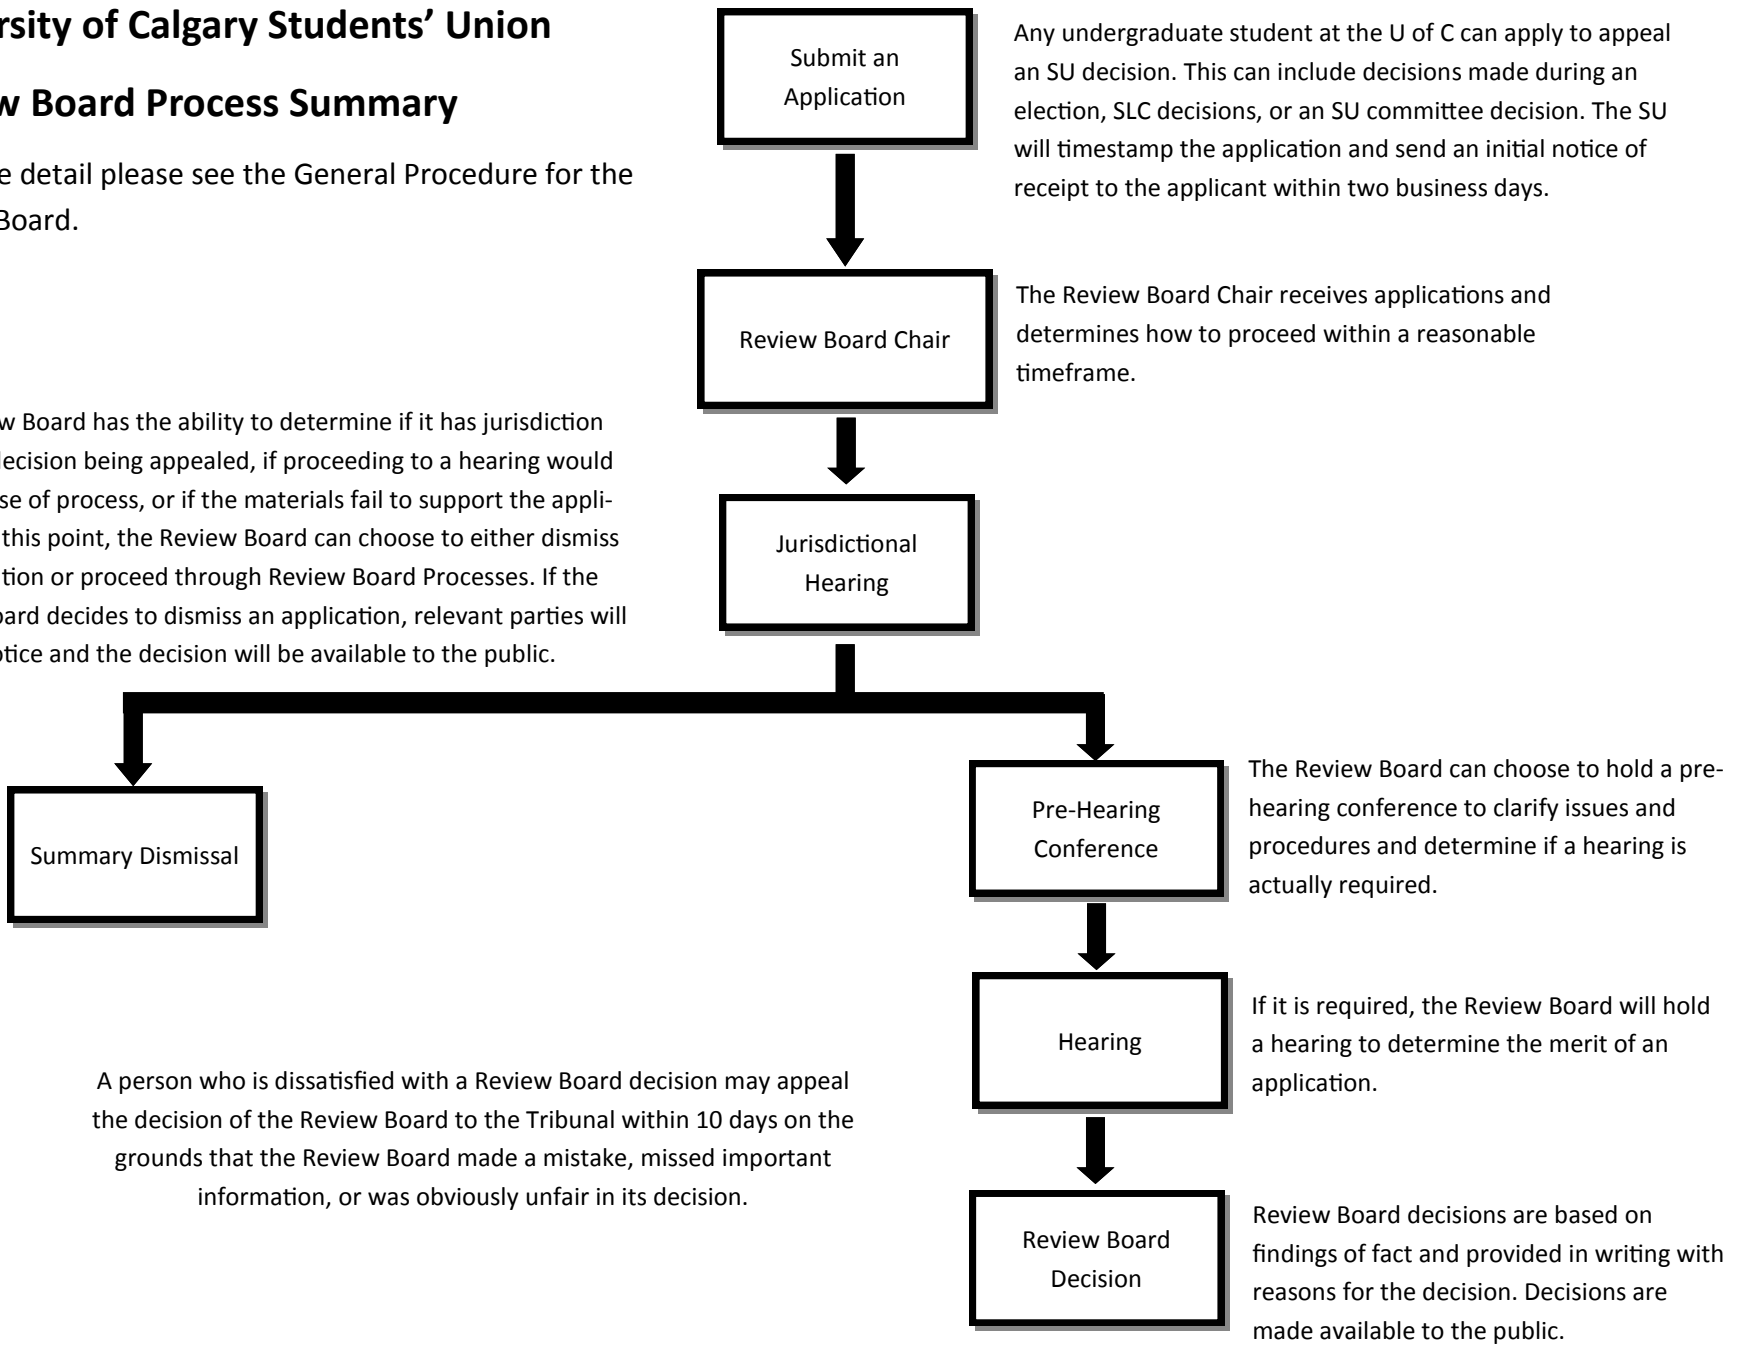 rsity of Calgary Students' Union
w Board Process Summary
e detail please see the General Procedure for the
Board.
Submit an
Application
Any undergraduate student at the U of C can apply to appeal
an SU decision. This can include decisions made during an
election, SLC decisions, or an SU committee decision. The SU
will timestamp the application and send an initial notice of
receipt to the applicant within two business days.
Review Board Chair
The Review Board Chair receives applications and
determines how to proceed within a reasonable
timeframe.
w Board has the ability to determine if it has jurisdiction
decision being appealed, if proceeding to a hearing would
se of process, or if the materials fail to support the appli-
this point, the Review Board can choose to either dismiss
tion or proceed through Review Board Processes. If the
oard decides to dismiss an application, relevant parties will
otice and the decision will be available to the public.
Jurisdictional
Hearing
Summary Dismissal
Pre-Hearing
Conference
The Review Board can choose to hold a pre-
hearing conference to clarify issues and
procedures and determine if a hearing is
actually required.
Hearing
If it is required, the Review Board will hold
a hearing to determine the merit of an
application.
A person who is dissatisfied with a Review Board decision may appeal
the decision of the Review Board to the Tribunal within 10 days on the
grounds that the Review Board made a mistake, missed important
information, or was obviously unfair in its decision.
Review Board
Decision
Review Board decisions are based on
findings of fact and provided in writing with
reasons for the decision. Decisions are
made available to the public.